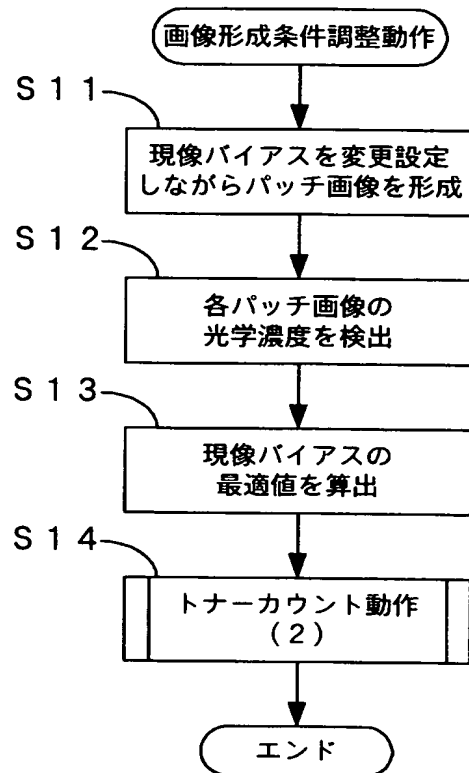 画像形成条件調整動作
S11
現像バイアスを変更設定
しながらパッチ画像を形成
S12
各パッチ画像の
光学濃度を検出
S13
現像バイアスの
最適値を算出
S14
トナーカウント動作
(2)
エンド